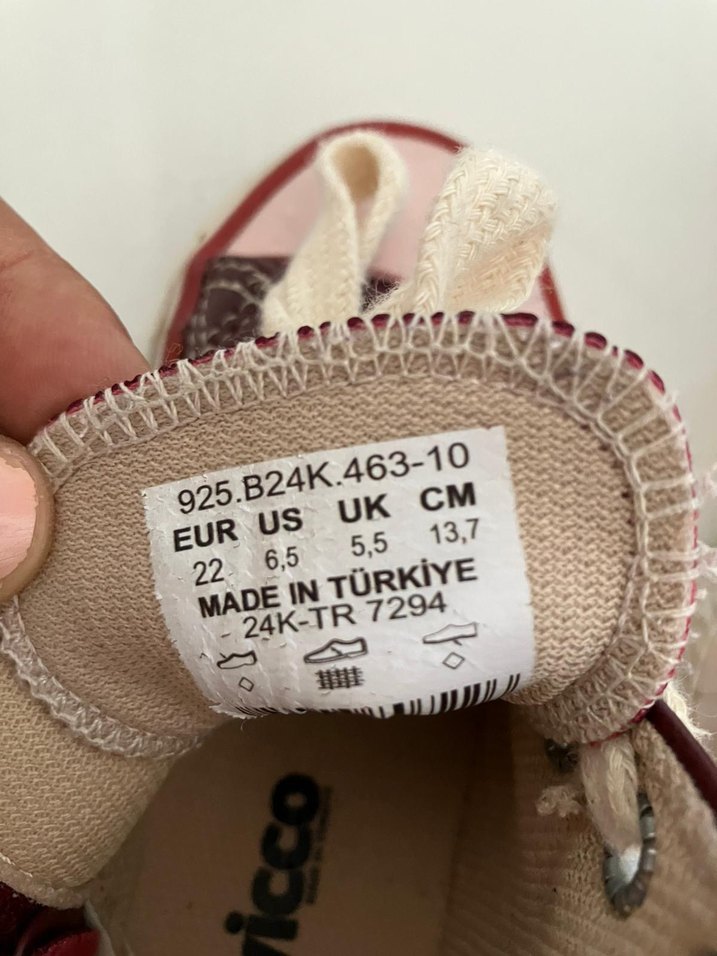 925.B24K.463-10
EUR US UK CM
22 6,5 5,5 13,7
MADE IN TÜRKİYE
24K-TR 7294
vicco